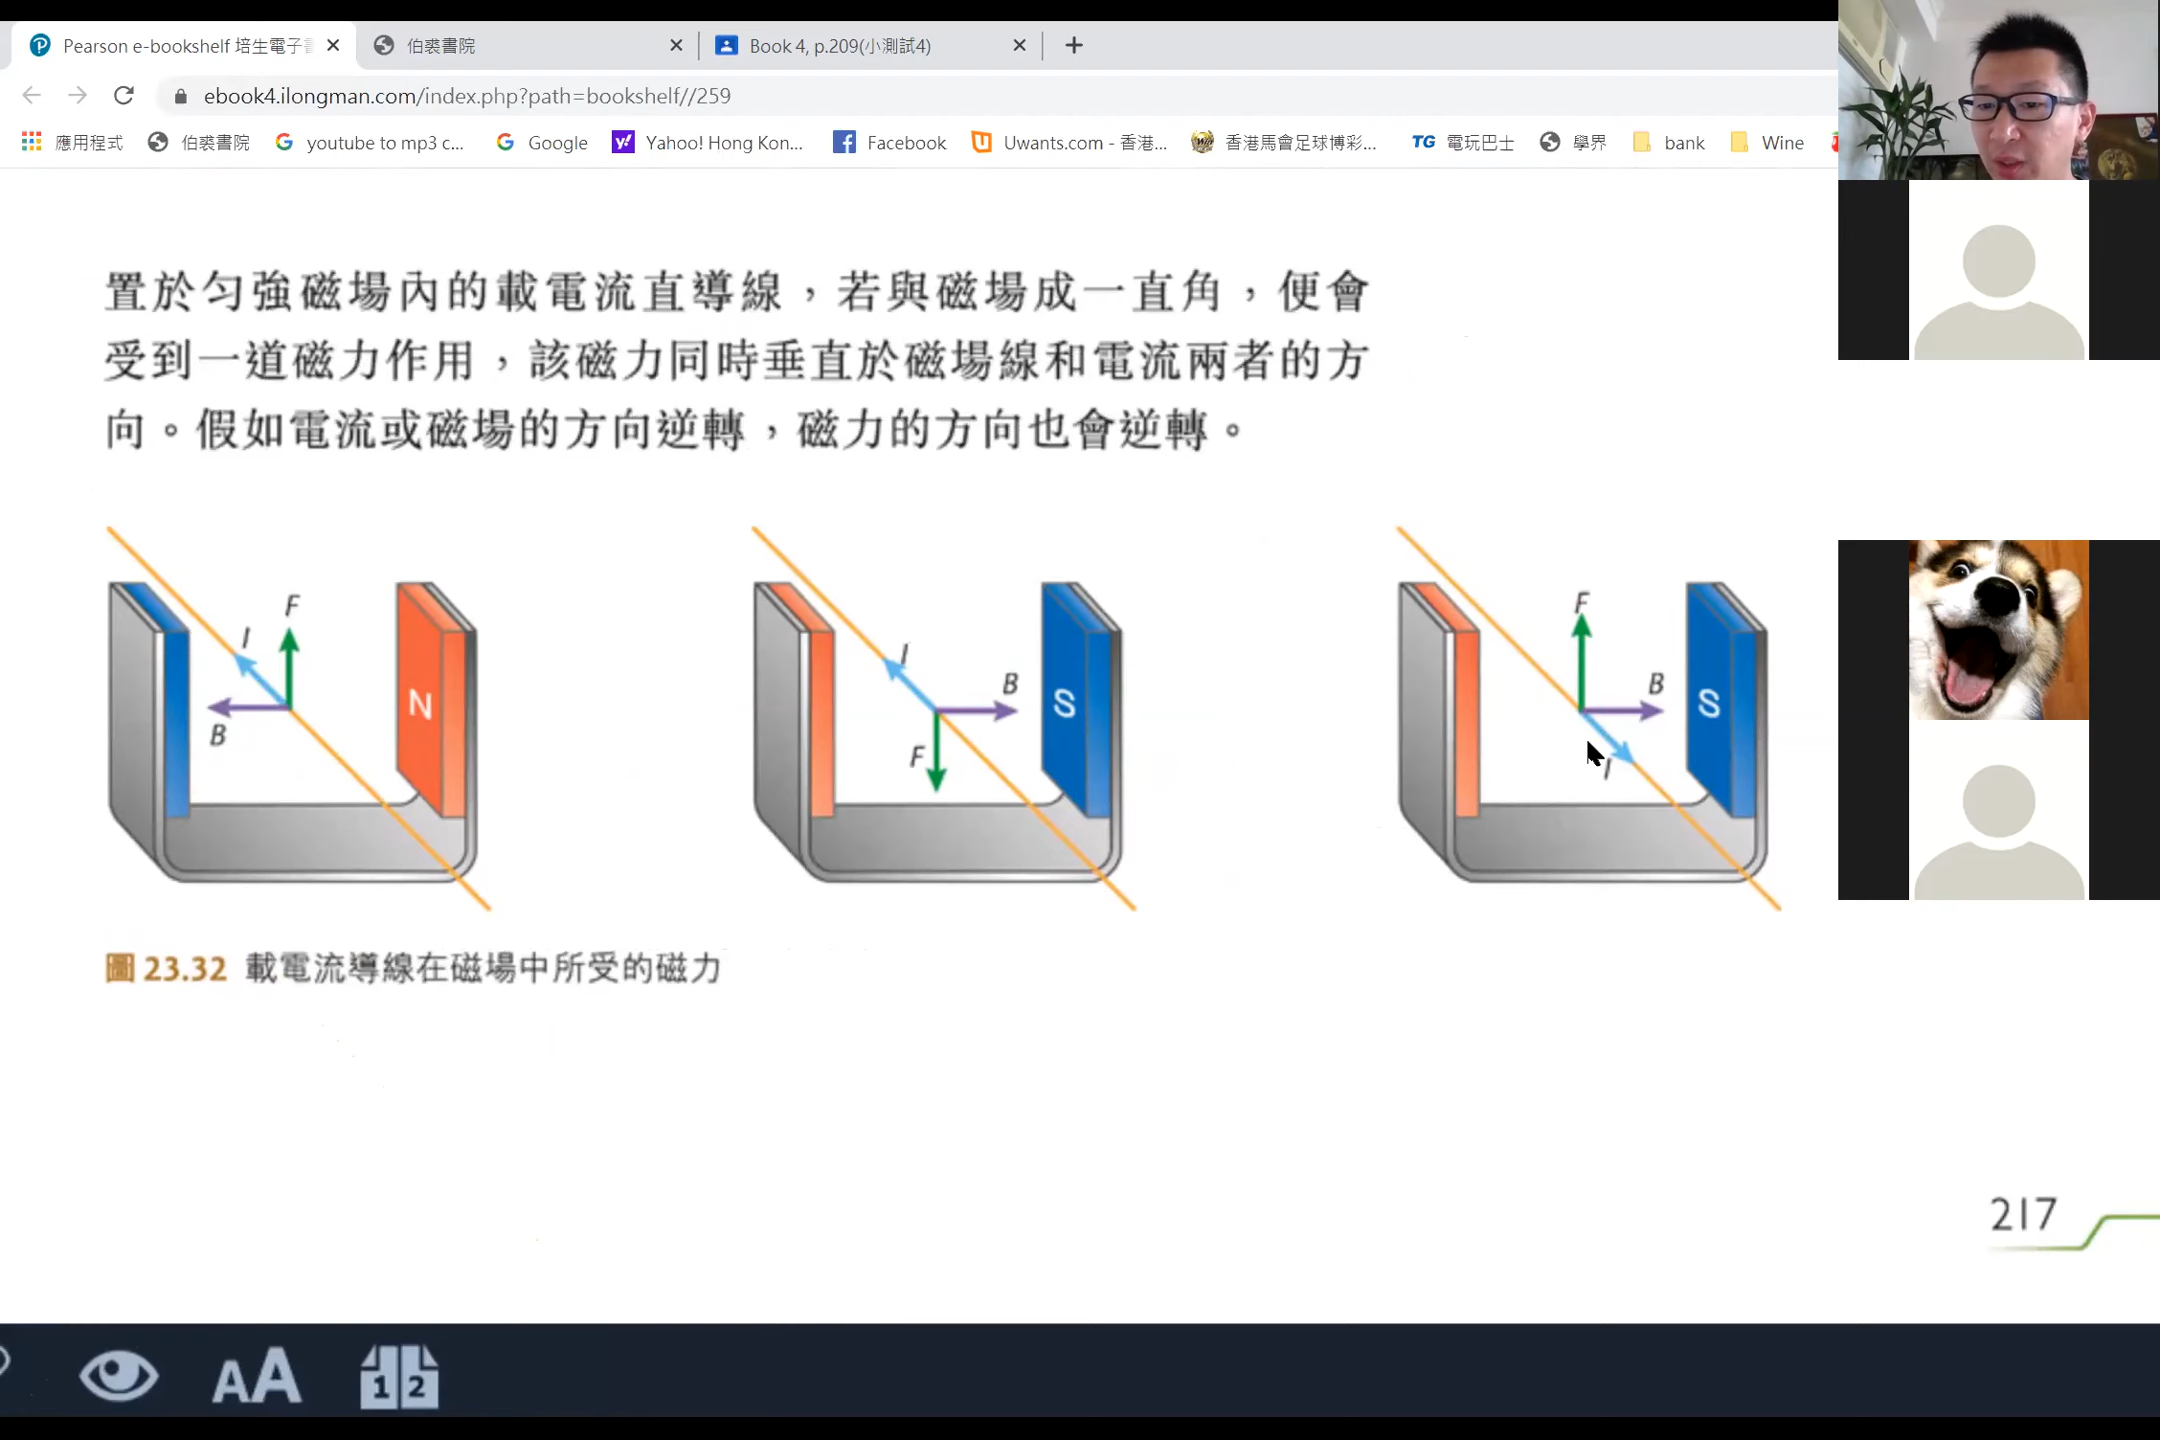 Pearson e-bookshelf 培生電子書
伯裘書院
Book 4, p.209(小測試4)
ebook4.ilongman.com/index.php?path=bookshelf//259
應用程式
伯裘書院
youtube to mp3 c...
Google
Yahoo! Hong Kon...
Facebook
Uwants.com - 香港...
香港馬會足球博彩...
TG 電玩巴士
學界
bank
Wine
置於匀強磁場內的載電流直導線，若與磁場成一直角，便會
受到一道磁力作用，該磁力同時垂直於磁場線和電流兩者的方
向。假如電流或磁場的方向逆轉，磁力的方向也會逆轉。
F
I
B
N
I
B
F
S
F
B
I
S
圖 23.32 載電流導線在磁場中所受的磁力
217
AA
1 2